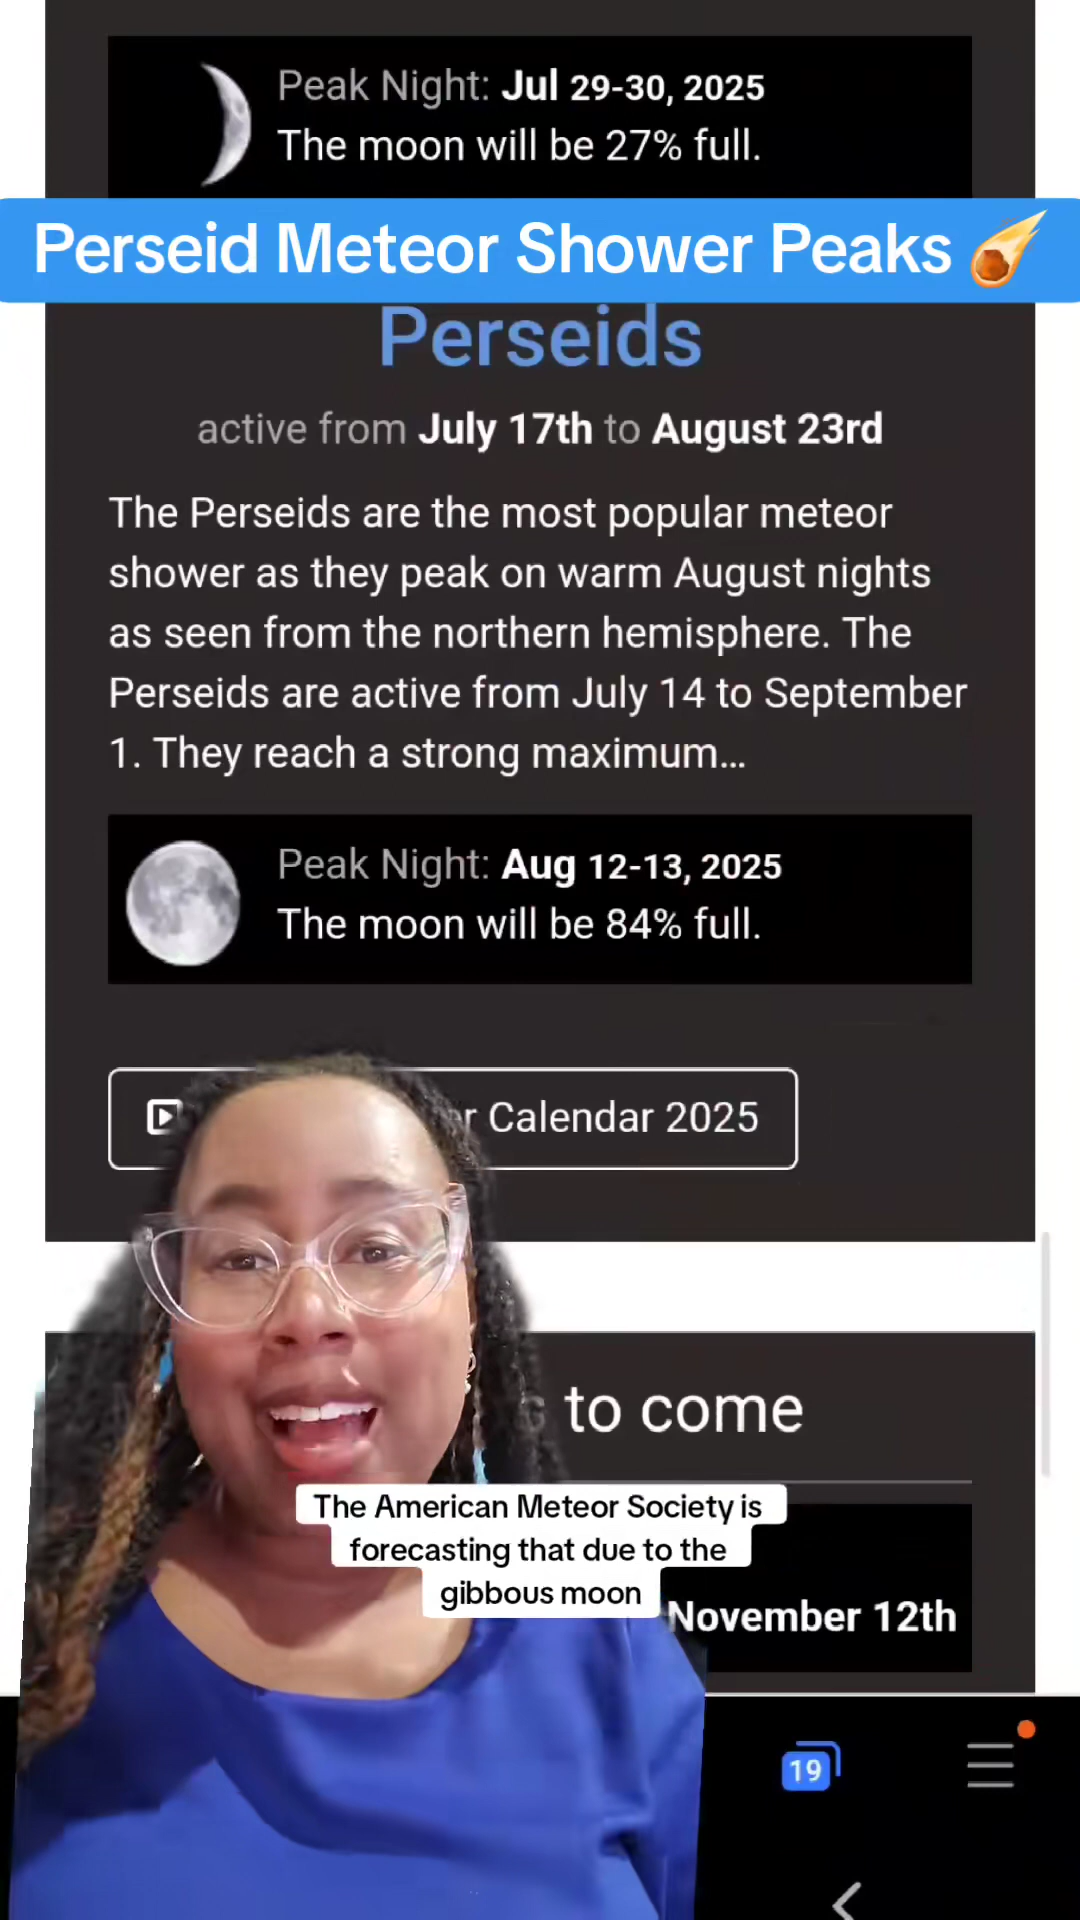 Peak Night: Jul 29-30, 2025
The moon will be 27% full.
Perseid Meteor Shower Peaks
Perseids
active from July 17th to August 23rd
The Perseids are the most popular meteor
shower as they peak on warm August nights
as seen from the northern hemisphere. The
Perseids are active from July 14 to September
1. They reach a strong maximum...
Peak Night: Aug 12-13, 2025
The moon will be 84% full.
Calendar 2025
to come
The American Meteor Society is
forecasting that due to the
gibbous moon
November 12th
19